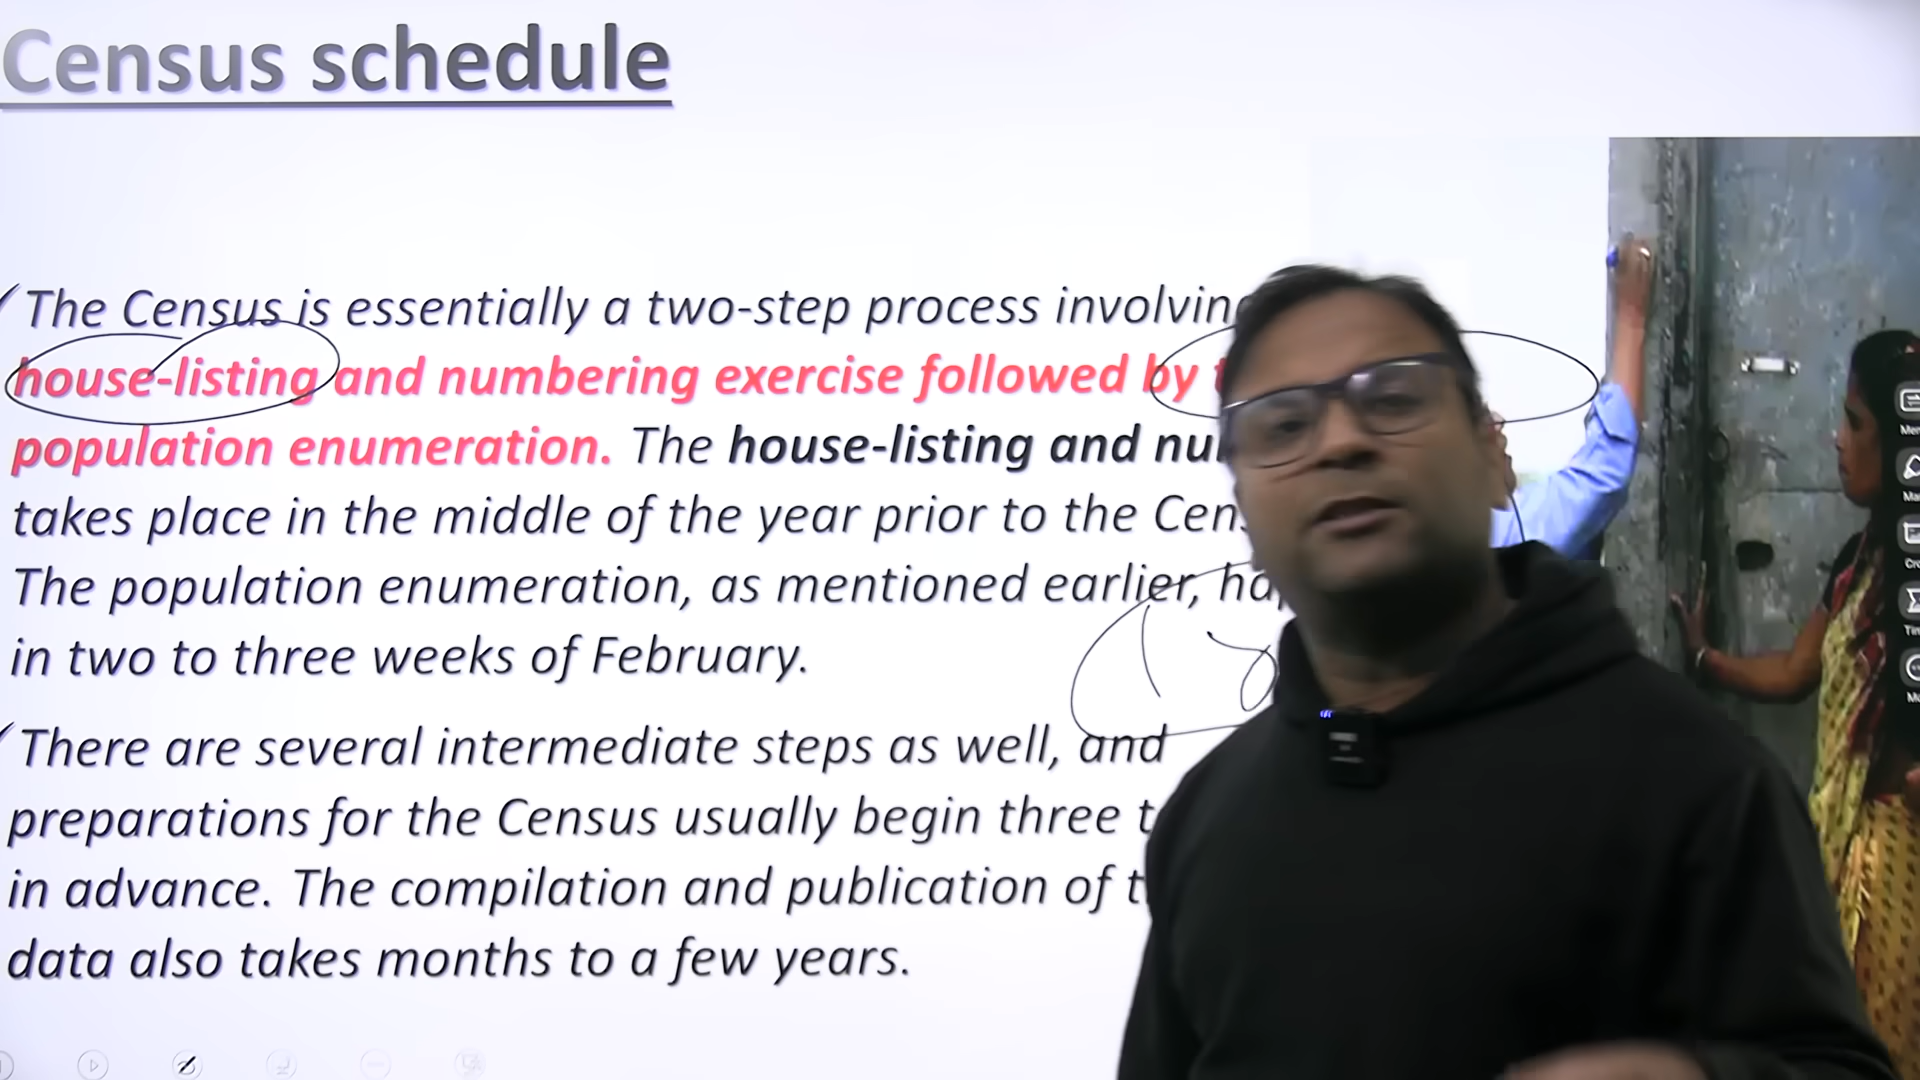 Census schedule
The Census is essentially a two-step process involving
house-listing and numbering exercise followed by
population enumeration. The house-listing and
takes place in the middle of the year prior to the
The population enumeration, as mentioned earlier,
in two to three weeks of February.
There are several intermediate steps as well, and
preparations for the Census usually begin three
in advance. The compilation and publication of
data also takes months to a few years.